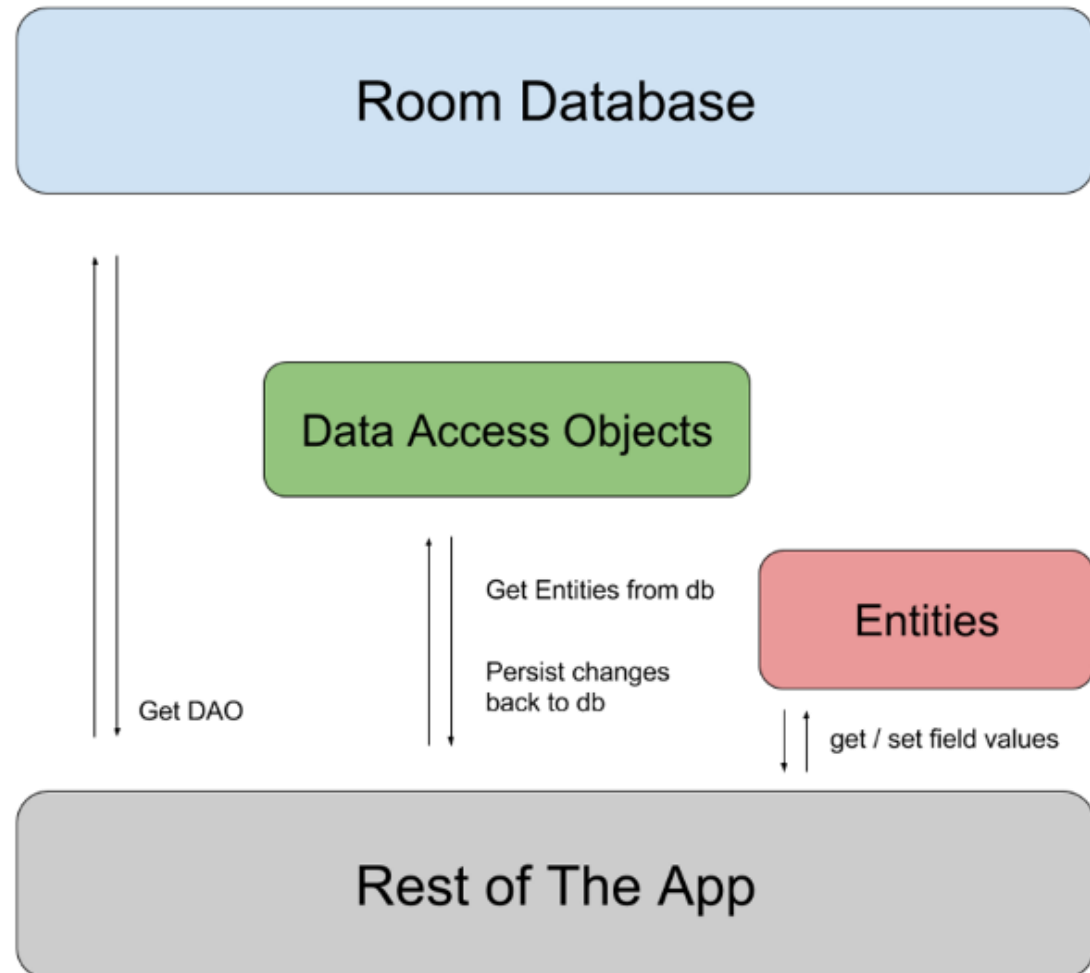 Room Database
Data Access Objects
Get Entities from db
Entities
Persist changes
back to db
Get DAO
get / set field values
Rest of The App